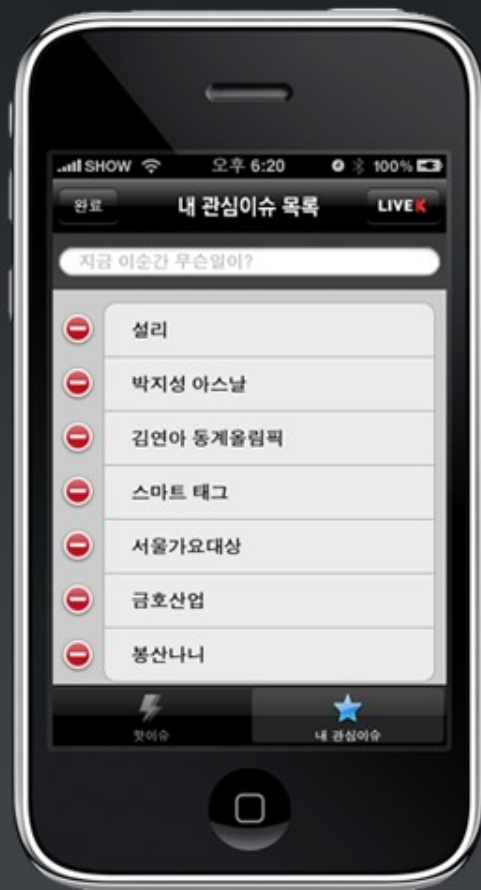 SHOW 오후 6:20 100%
완료 내 관심이슈 목록 LIVEK
지금 이순간 무슨일이?
설리
박지성 아스날
김연아 동계올림픽
스마트 태그
서울가요대상
금호산업
봉산나니
핫이슈 내 관심이슈